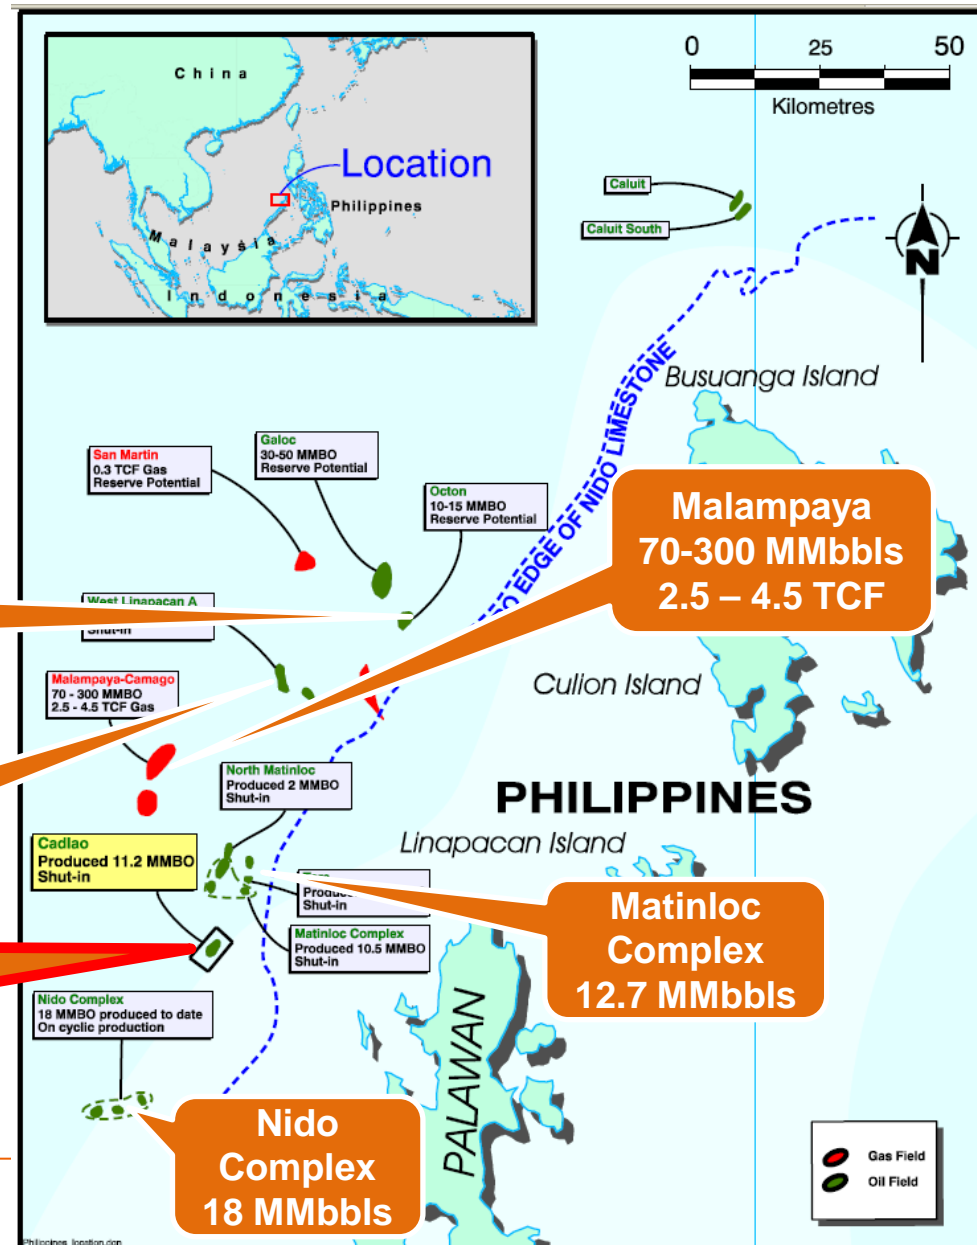 China
Location
Philippines
Malaysia
Indonesia
0 25 50
Kilometres
Caluit
Caluit South
N
Busuanga Island
EDGE OF NIDO LIMESTONE
San Martin
0.3 TCF Gas
Reserve Potential
Galoc
30-50 MMBO
Reserve Potential
Octon
10-15 MMBO
Reserve Potential
Malampaya
70-300 MMbbls
2.5 – 4.5 TCF
West Linapacan A
Shut-in
Malampaya-Camago
70 - 300 MMBO
2.5 - 4.5 TCF Gas
Culion Island
North Matinloc
Produced 2 MMBO
Shut-in
PHILIPPINES
Linapacan Island
Cadlao
Produced 11.2 MMBO
Shut-in
Shut-in
Matinloc Complex
Produced 10.5 MMBO
Shut-in
Matinloc
Complex
12.7 MMbbls
Nido Complex
18 MMBO produced to date
On cyclic production
PALAWAN
Nido
Complex
18 MMbbls
Gas Field
Oil Field
Philippines_location.dgn